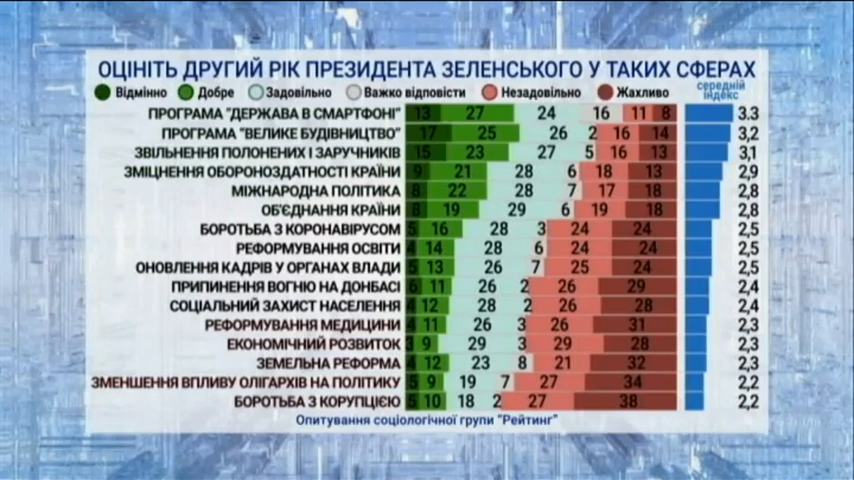 ОЦІНІТЬ ДРУГИЙ РІК ПРЕЗИДЕНТА ЗЕЛЕНСЬКОГО У ТАКИХ СФЕРАХ
Відмінно Добре Задовільно Важко відповісти Незадовільно Жахливо середній індекс
ПРОГРАМА "ДЕРЖАВА В СМАРТФОНІ" 13 27 24 16 11 8 3.3
ПРОГРАМА "ВЕЛИКЕ БУДІВНИЦТВО" 17 25 26 2 16 14 3,2
ЗВІЛЬНЕННЯ ПОЛОНЕНИХ І ЗАРУЧНИКІВ 15 23 27 5 16 13 3,1
ЗМІЦНЕННЯ ОБОРОНОЗДАТНОСТІ КРАЇНИ 9 21 28 6 18 13 2,9
МІЖНАРОДНА ПОЛІТИКА 8 22 28 7 17 18 2,8
ОБ'ЄДНАННЯ КРАЇНИ 8 19 29 6 19 18 2,8
БОРОТЬБА З КОРОНАВІРУСОМ 5 16 28 3 24 24 2,5
РЕФОРМУВАННЯ ОСВІТИ 4 14 28 6 24 24 2,5
ОНОВЛЕННЯ КАДРІВ У ОРГАНАХ ВЛАДИ 5 13 26 7 25 24 2,5
ПРИПИНЕННЯ ВОГНЮ НА ДОНБАСІ 6 11 26 2 26 29 2,4
СОЦІАЛЬНИЙ ЗАХИСТ НАСЕЛЕННЯ 4 12 28 2 26 28 2,4
РЕФОРМУВАННЯ МЕДИЦИНИ 4 11 26 3 26 31 2,3
ЕКОНОМІЧНИЙ РОЗВИТОК 3 9 29 3 29 28 2,3
ЗЕМЕЛЬНА РЕФОРМА 4 12 23 8 21 32 2,3
ЗМЕНШЕННЯ ВПЛИВУ ОЛІГАРХІВ НА ПОЛІТИКУ 5 9 19 7 27 34 2,2
БОРОТЬБА З КОРУПЦІЄЮ 5 10 18 2 27 38 2,2
Опитування соціологічної групи "Рейтинг"